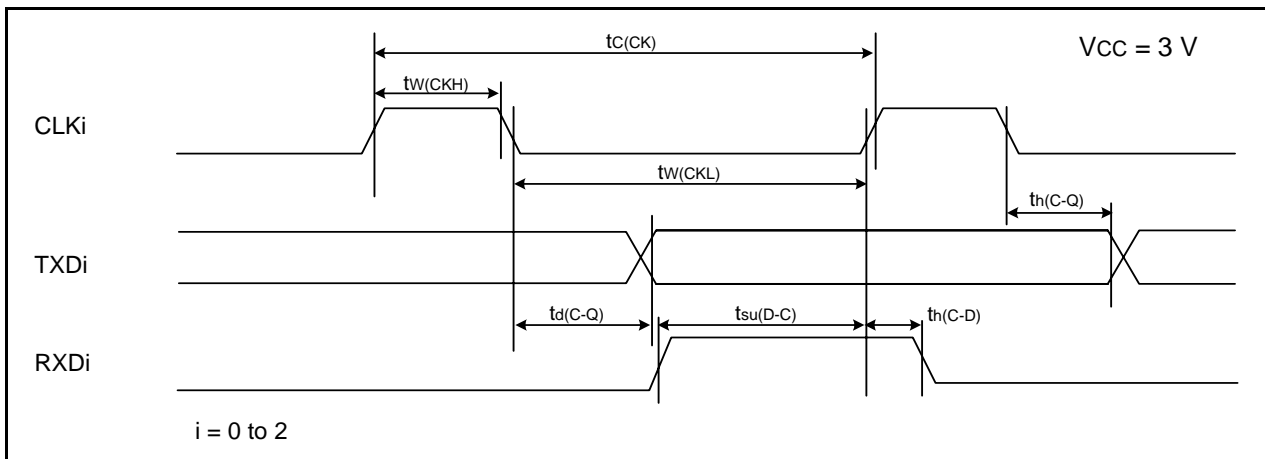 tC(CK)
VCC = 3 V
tW(CKH)
CLKi
tW(CKL)
th(C-Q)
TXDi
td(C-Q)
tsu(D-C)
th(C-D)
RXDi
i = 0 to 2